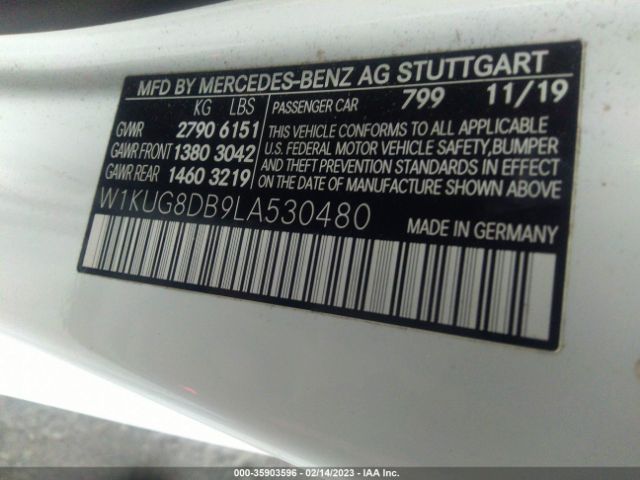 MFD BY MERCEDES-BENZ AG STUTTGART
KG LBS PASSENGER CAR 799 11/19
GVWR 2790 6151
GAWR FRONT 1380 3042
GAWR REAR 1460 3219
THIS VEHICLE CONFORMS TO ALL APPLICABLE
U.S. FEDERAL MOTOR VEHICLE SAFETY, BUMPER
AND THEFT PREVENTION STANDARDS IN EFFECT
ON THE DATE OF MANUFACTURE SHOWN ABOVE.
W1KUG8DB9LA530480 MADE IN GERMANY
000-35903596 - 02/14/2023 - IAA Inc.